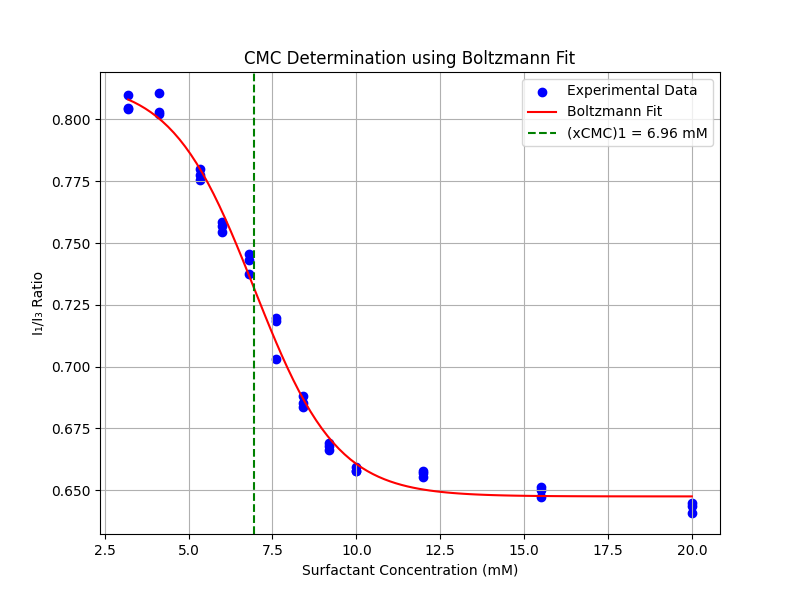 CMC Determination using Boltzmann Fit
Experimental Data
Boltzmann Fit
(xCMC)1 = 6.96 mM
I₁/I₃ Ratio
0.800
0.775
0.750
0.725
0.700
0.675
0.650
2.5 5.0 7.5 10.0 12.5 15.0 17.5 20.0
Surfactant Concentration (mM)